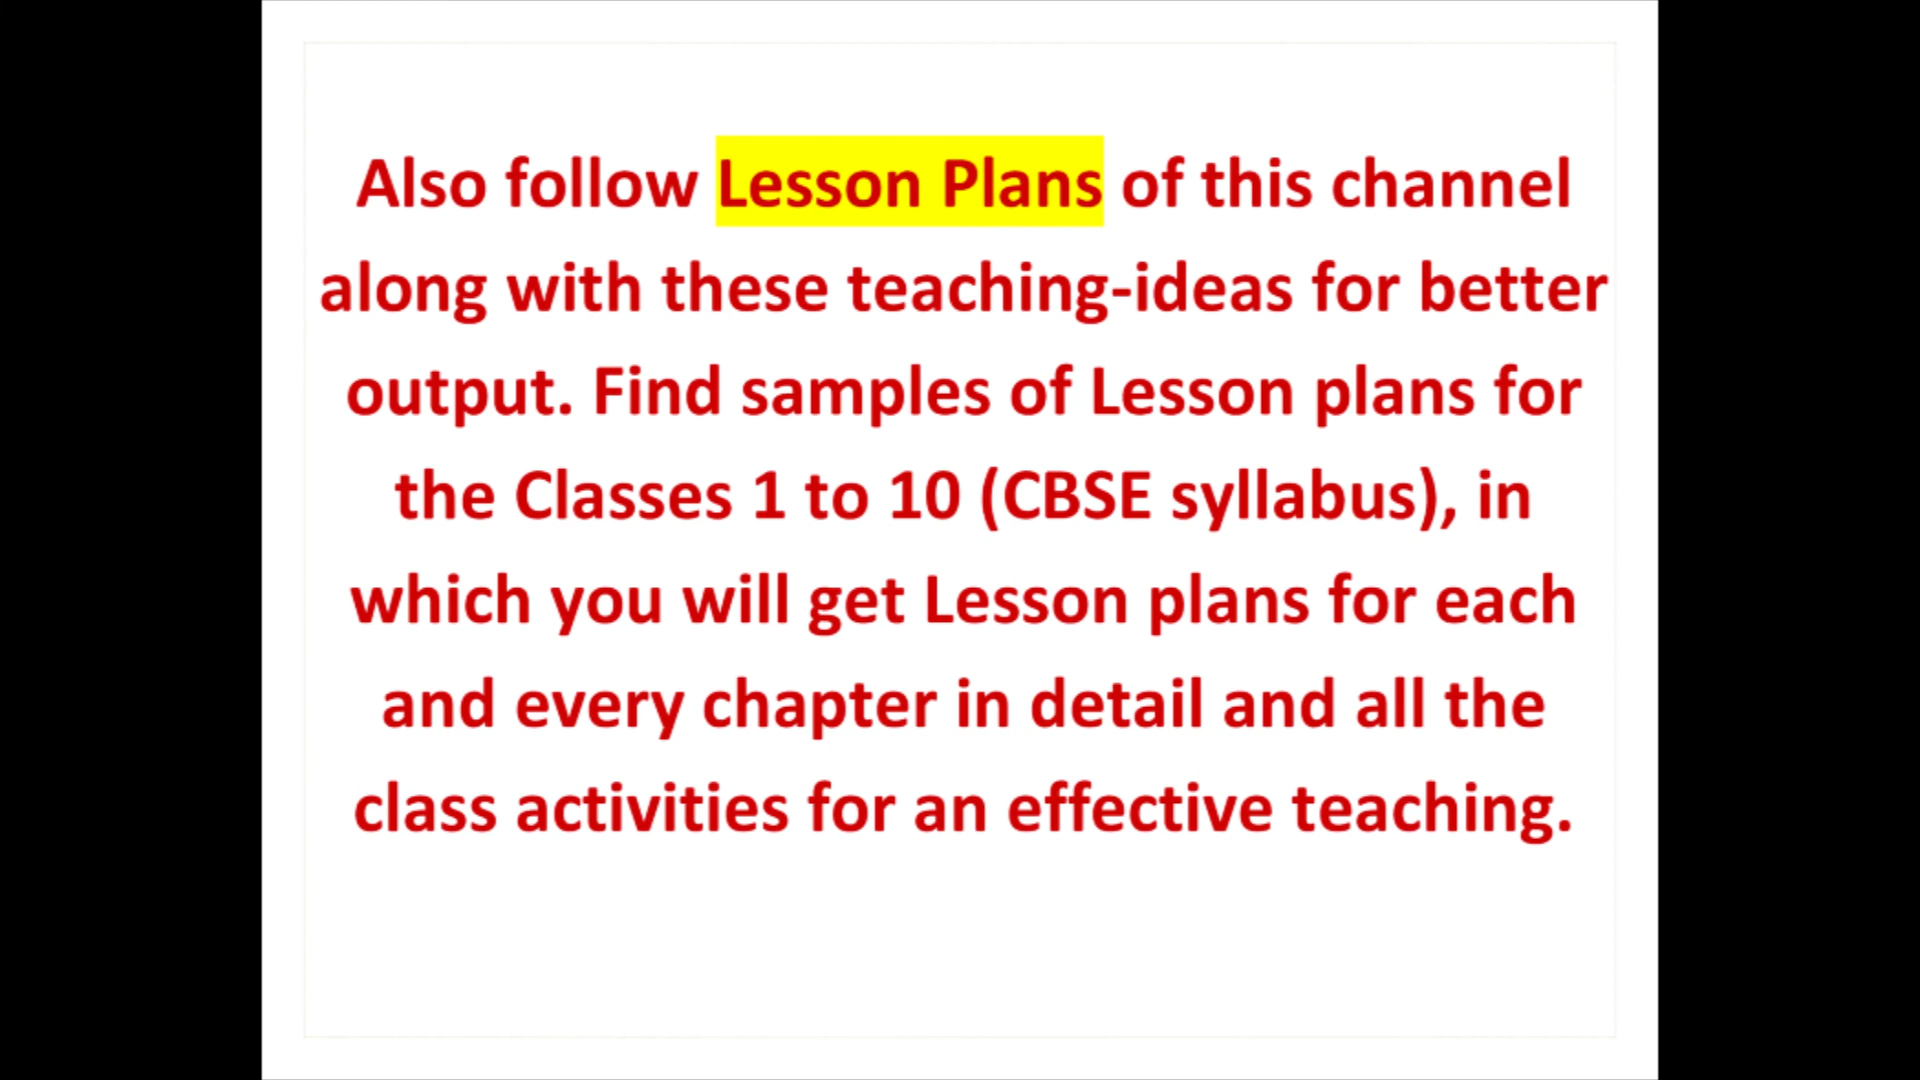 Also follow Lesson Plans of this channel
along with these teaching-ideas for better
output. Find samples of Lesson plans for
the Classes 1 to 10 (CBSE syllabus), in
which you will get Lesson plans for each
and every chapter in detail and all the
class activities for an effective teaching.